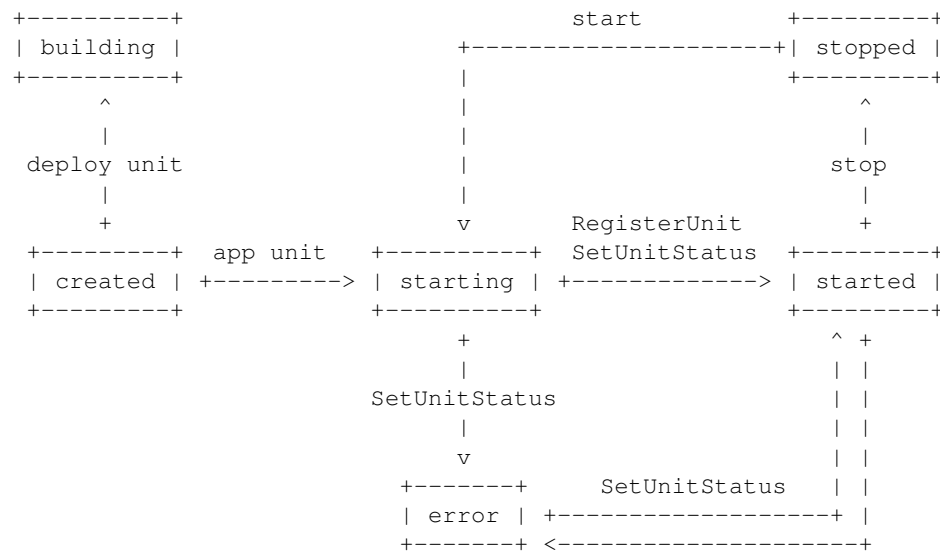 start
building
stopped
deploy unit
stop
RegisterUnit
app unit
SetUnitStatus
created
starting
started
SetUnitStatus
SetUnitStatus
error